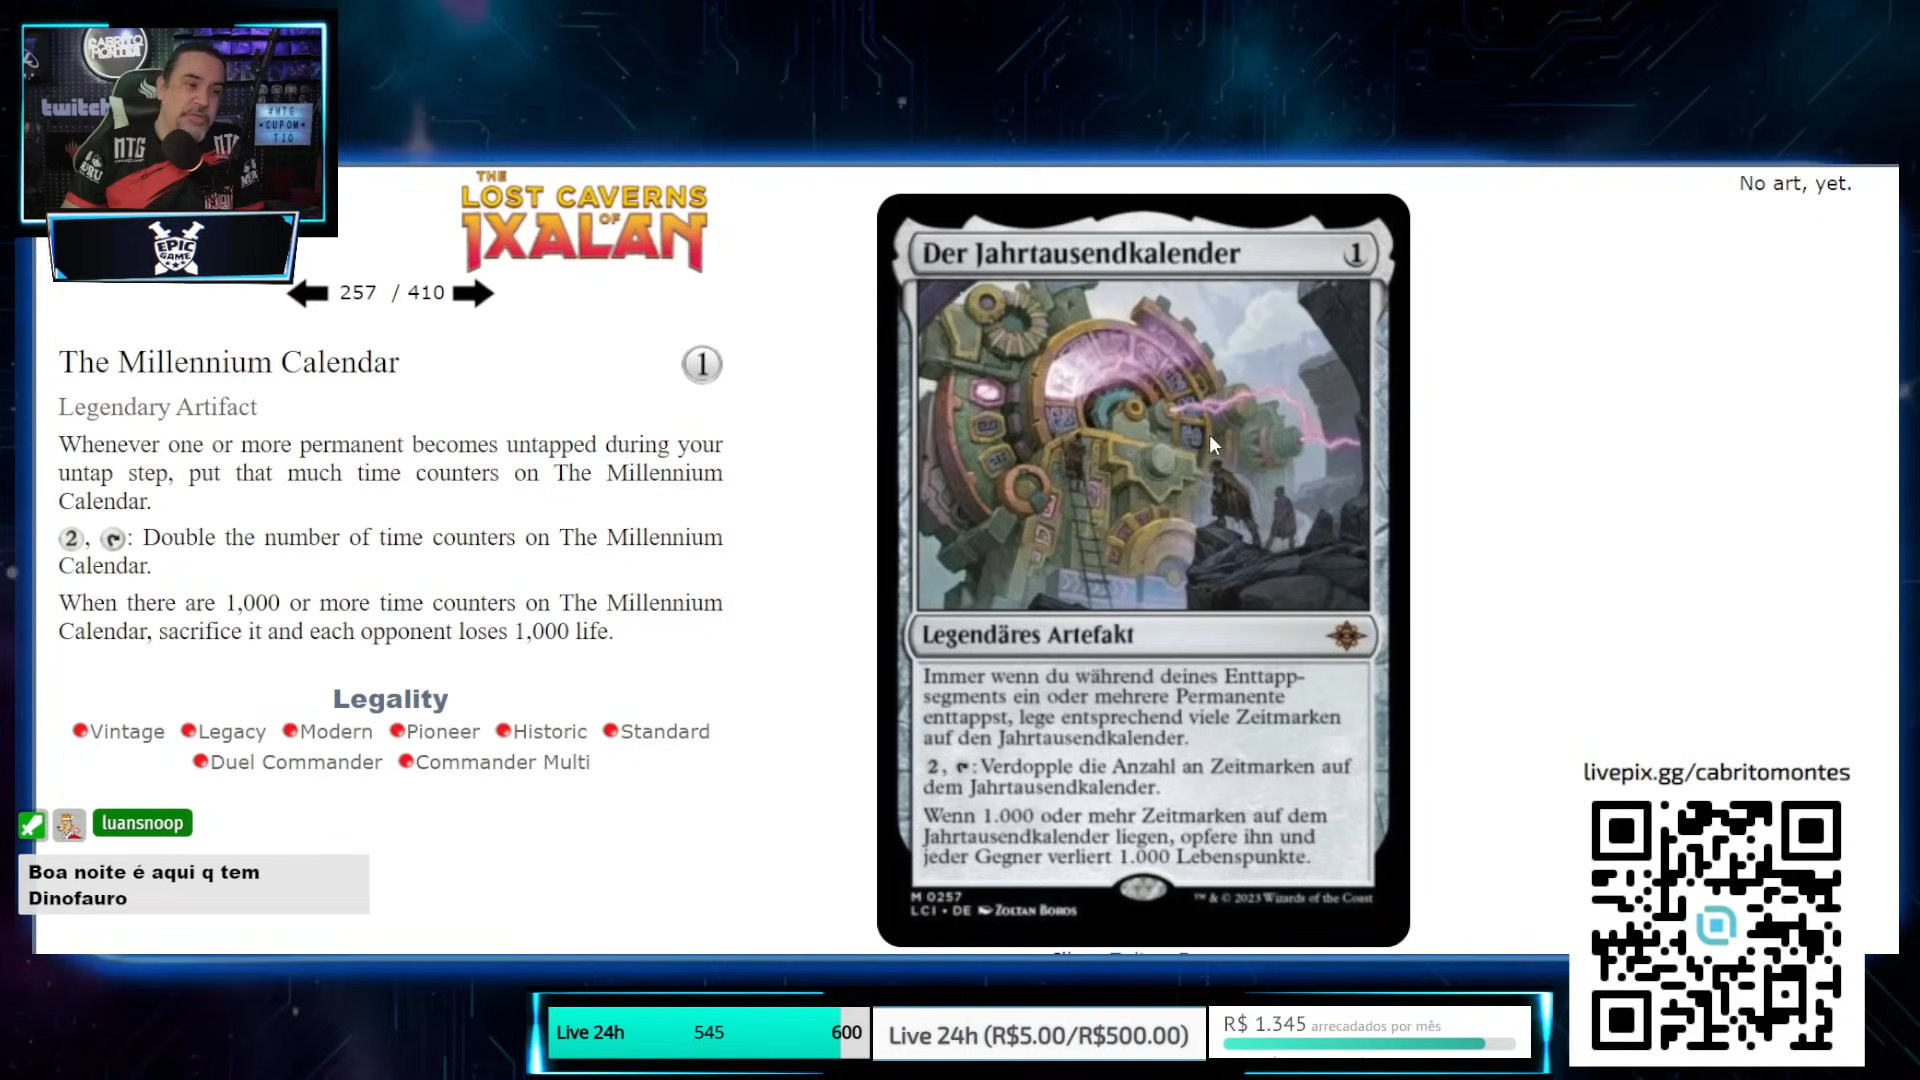 CABRITO
MONTES
twitch
#MTG
CUPOM
TIO
MTG
EPIC
GAME
THE
LOST CAVERNS
OF
IXALAN
257 / 410
No art, yet.
The Millennium Calendar 1
Legendary Artifact
Whenever one or more permanent becomes untapped during your
untap step, put that much time counters on The Millennium
Calendar.
2, : Double the number of time counters on The Millennium
Calendar.
When there are 1,000 or more time counters on The Millennium
Calendar, sacrifice it and each opponent loses 1,000 life.
Legality
Vintage Legacy Modern Pioneer Historic Standard
Duel Commander Commander Multi
luansnoop
Boa noite é aqui q tem
Dinofauro
Der Jahrtausendkalender 1
Legendäres Artefakt
Immer wenn du während deines Enttapp-
segments ein oder mehrere Permanente
enttappst, lege entsprechend viele Zeitmarken
auf den Jahrtausendkalender.
2, : Verdopple die Anzahl an Zeitmarken auf
dem Jahrtausendkalender.
Wenn 1.000 oder mehr Zeitmarken auf dem
Jahrtausendkalender liegen, opfere ihn und
jeder Gegner verliert 1.000 Lebenspunkte.
M 0257
LCI • DE Zoltan Boros
™ & © 2023 Wizards of the Coast
livepix.gg/cabritomontes
Live 24h 545 600
Live 24h (R$5.00/R$500.00)
R$ 1.345 arrecadados por mês